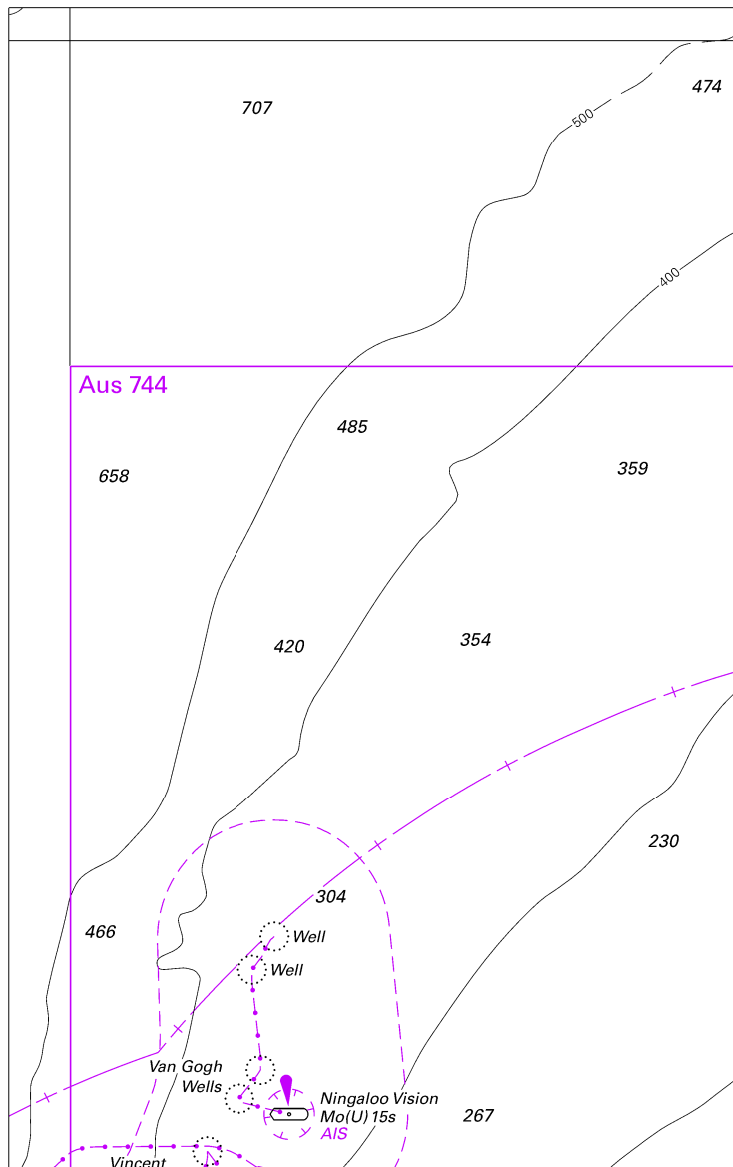 474
707
500
400
Aus 744
485
359
658
420
354
230
304
466
Well
Well
Van Gogh
Wells
Ningaloo Vision
Mo(U) 15s
AIS
267
Vincent